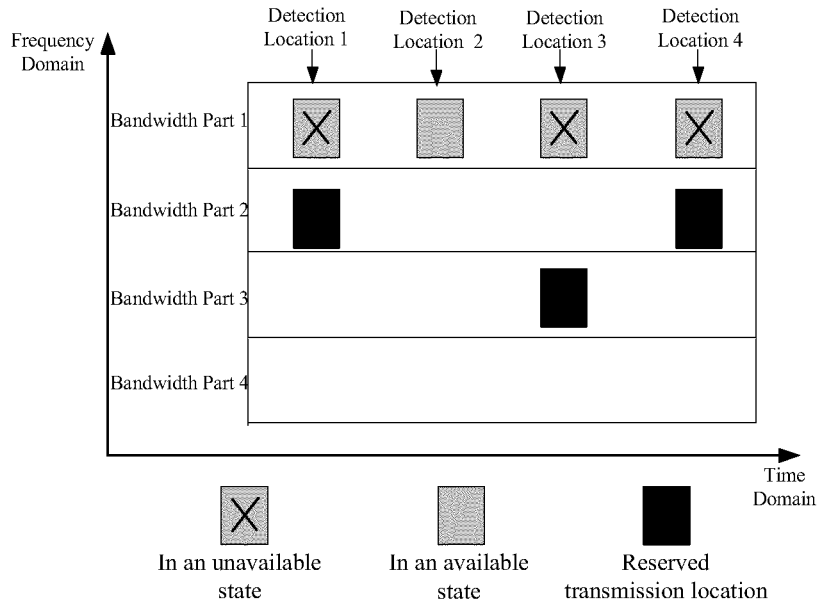 Frequency
Domain
Detection
Location 1
Detection
Location 2
Detection
Location 3
Detection
Location 4
Bandwidth Part 1
Bandwidth Part 2
Bandwidth Part 3
Bandwidth Part 4
Time
Domain
In an unavailable
state
In an available
state
Reserved
transmission location